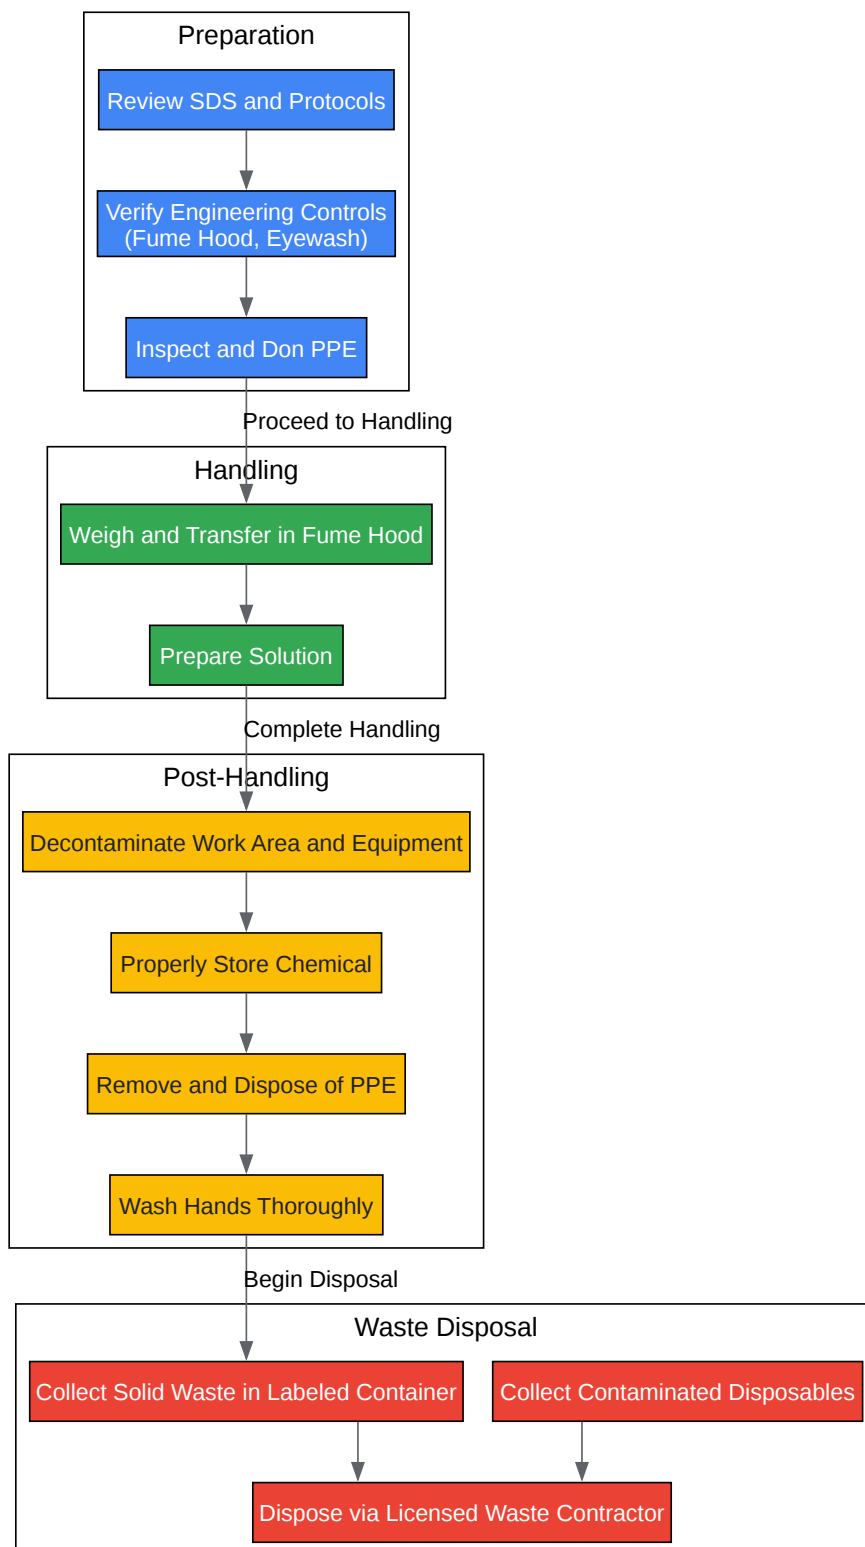 Preparation
Review SDS and Protocols
Verify Engineering Controls
(Fume Hood, Eyewash)
Inspect and Don PPE
Proceed to Handling
Handling
Weigh and Transfer in Fume Hood
Prepare Solution
Complete Handling
Post-Handling
Decontaminate Work Area and Equipment
Properly Store Chemical
Remove and Dispose of PPE
Wash Hands Thoroughly
Begin Disposal
Waste Disposal
Collect Solid Waste in Labeled Container
Collect Contaminated Disposables
Dispose via Licensed Waste Contractor